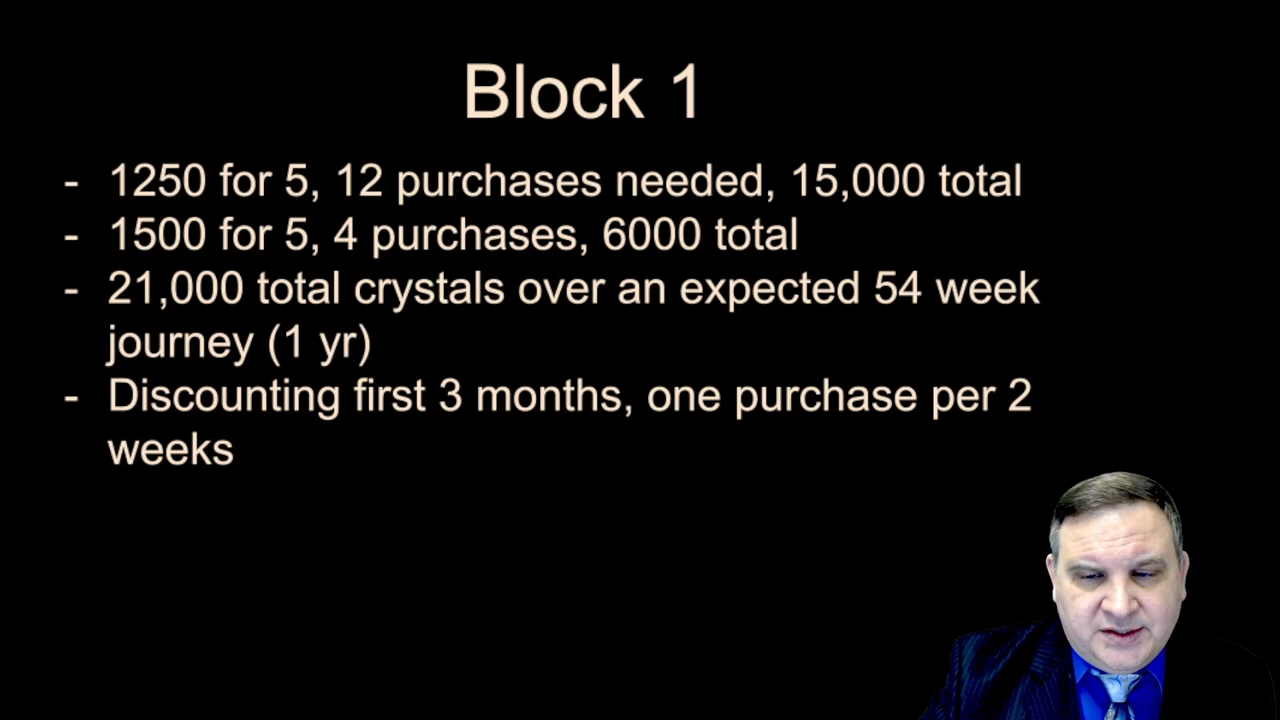 Block 1
- 1250 for 5, 12 purchases needed, 15,000 total
- 1500 for 5, 4 purchases, 6000 total
- 21,000 total crystals over an expected 54 week
journey (1 yr)
- Discounting first 3 months, one purchase per 2
weeks